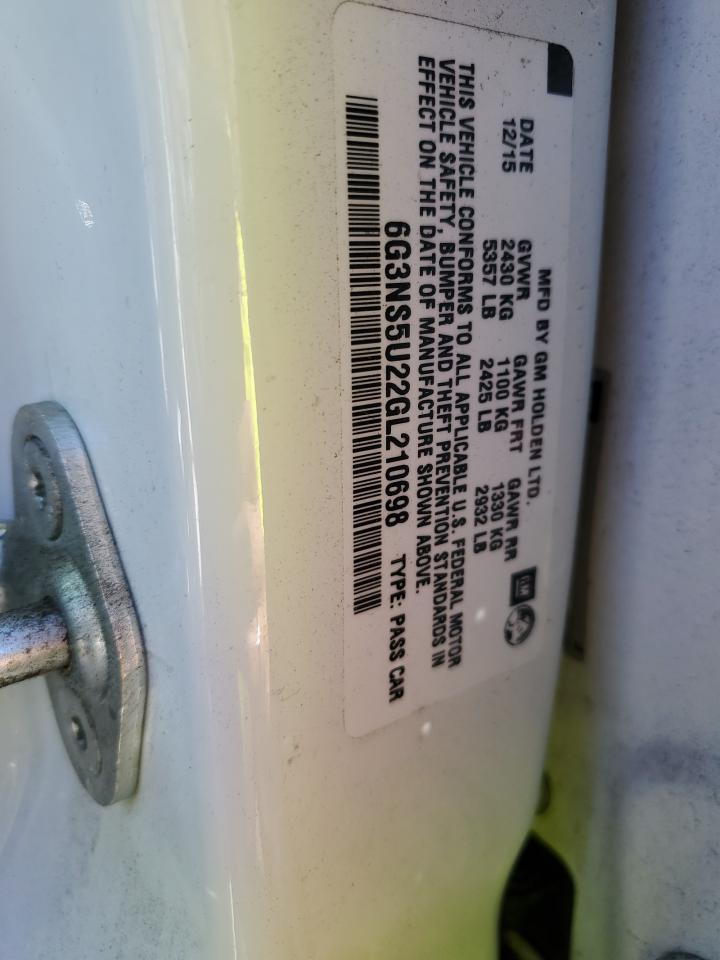 MFD BY GM HOLDEN LTD.
DATE GVWR GAWR FRT GAWR RR
12/15 2430 KG 1100 KG 1330 KG
5357 LB 2425 LB 2932 LB
GM
THIS VEHICLE CONFORMS TO ALL APPLICABLE U.S. FEDERAL MOTOR
VEHICLE SAFETY, BUMPER AND THEFT PREVENTION STANDARDS IN
EFFECT ON THE DATE OF MANUFACTURE SHOWN ABOVE.
6G3NS5U22GL210698 TYPE: PASS CAR